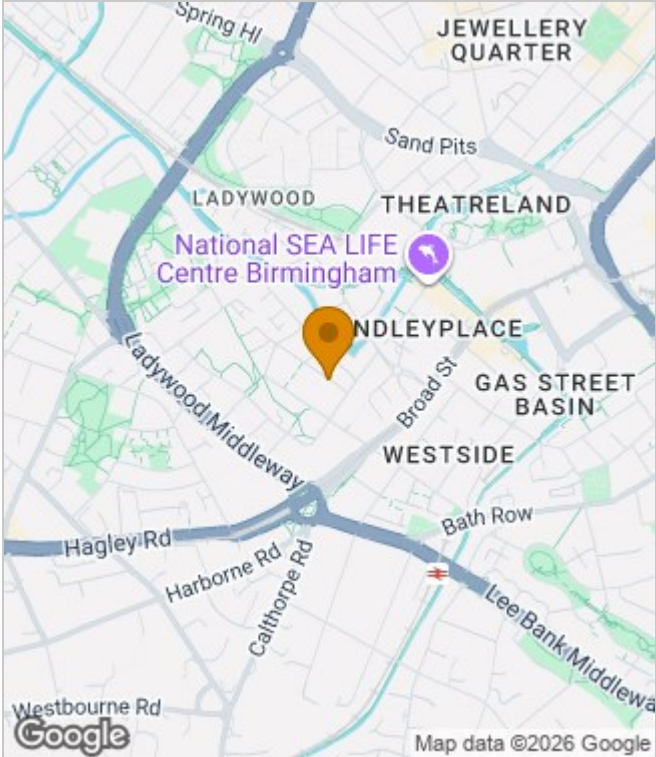 Spring Hl
JEWELLERY
QUARTER
Sand Pits
LADYWOOD
THEATRELAND
National SEA LIFE
Centre Birmingham
NDLEYPLACE
Ladywood Middleway
Broad St
GAS STREET
BASIN
WESTSIDE
Bath Row
Hagley Rd
Harborne Rd
Calthorpe Rd
Lee Bank Middlewa
Westbourne Rd
Google
Map data ©2026 Google